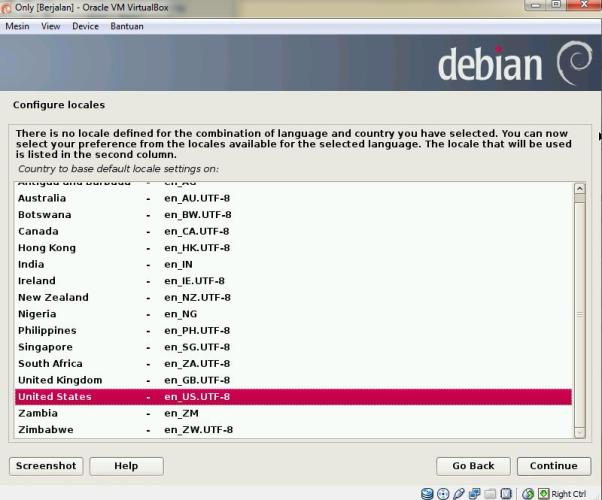 Only [Berjalan] - Oracle VM VirtualBox
Mesin View Device Bantuan
debian
Configure locales
There is no locale defined for the combination of language and country you have selected. You can now
select your preference from the locales available for the selected language. The locale that will be used
is listed in the second column.
Country to base default locale settings on:
Antigua and Barbuda - en_AG
Australia - en_AU.UTF-8
Botswana - en_BW.UTF-8
Canada - en_CA.UTF-8
Hong Kong - en_HK.UTF-8
India - en_IN
Ireland - en_IE.UTF-8
New Zealand - en_NZ.UTF-8
Nigeria - en_NG
Philippines - en_PH.UTF-8
Singapore - en_SG.UTF-8
South Africa - en_ZA.UTF-8
United Kingdom - en_GB.UTF-8
United States - en_US.UTF-8
Zambia - en_ZM
Zimbabwe - en_ZW.UTF-8
Screenshot Help Go Back Continue
Right Ctrl